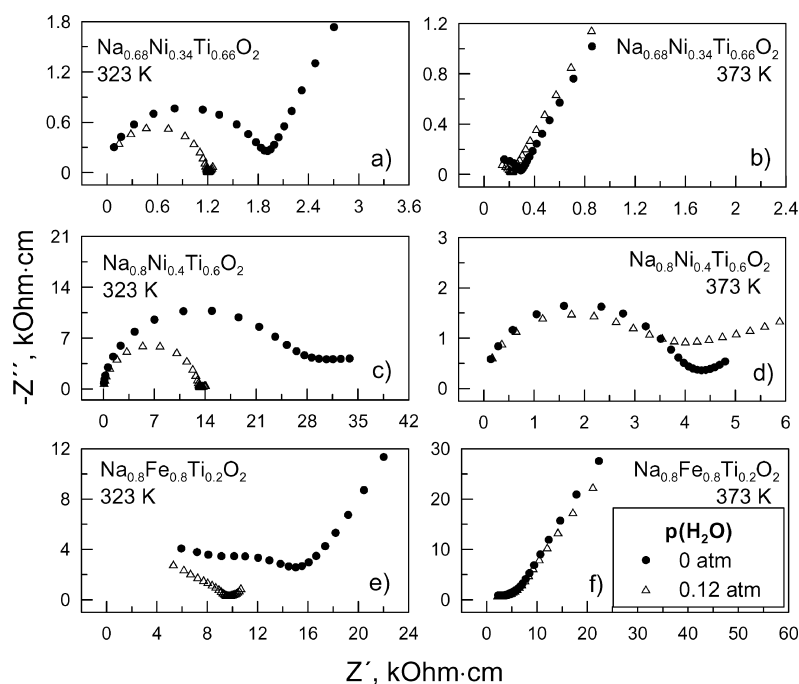 Na0.68Ni0.34Ti0.66O2
323 K
1.8
1.2
0.6
0
a)
0 0.6 1.2 1.8 2.4 3 3.6
Na0.68Ni0.34Ti0.66O2
373 K
1.2
0.8
0.4
0
b)
0 0.4 0.8 1.2 1.6 2 2.4
Na0.8Ni0.4Ti0.6O2
323 K
21
14
7
0
c)
0 7 14 21 28 35 42
Na0.8Ni0.4Ti0.6O2
373 K
3
2
1
0
d)
0 1 2 3 4 5 6
Na0.8Fe0.8Ti0.2O2
323 K
12
8
4
0
e)
0 4 8 12 16 20 24
Na0.8Fe0.8Ti0.2O2
373 K
30
20
10
0
f)
p(H2O)
0 atm
0.12 atm
0 10 20 30 40 50 60
-Z´´, kOhm·cm
Z´, kOhm·cm